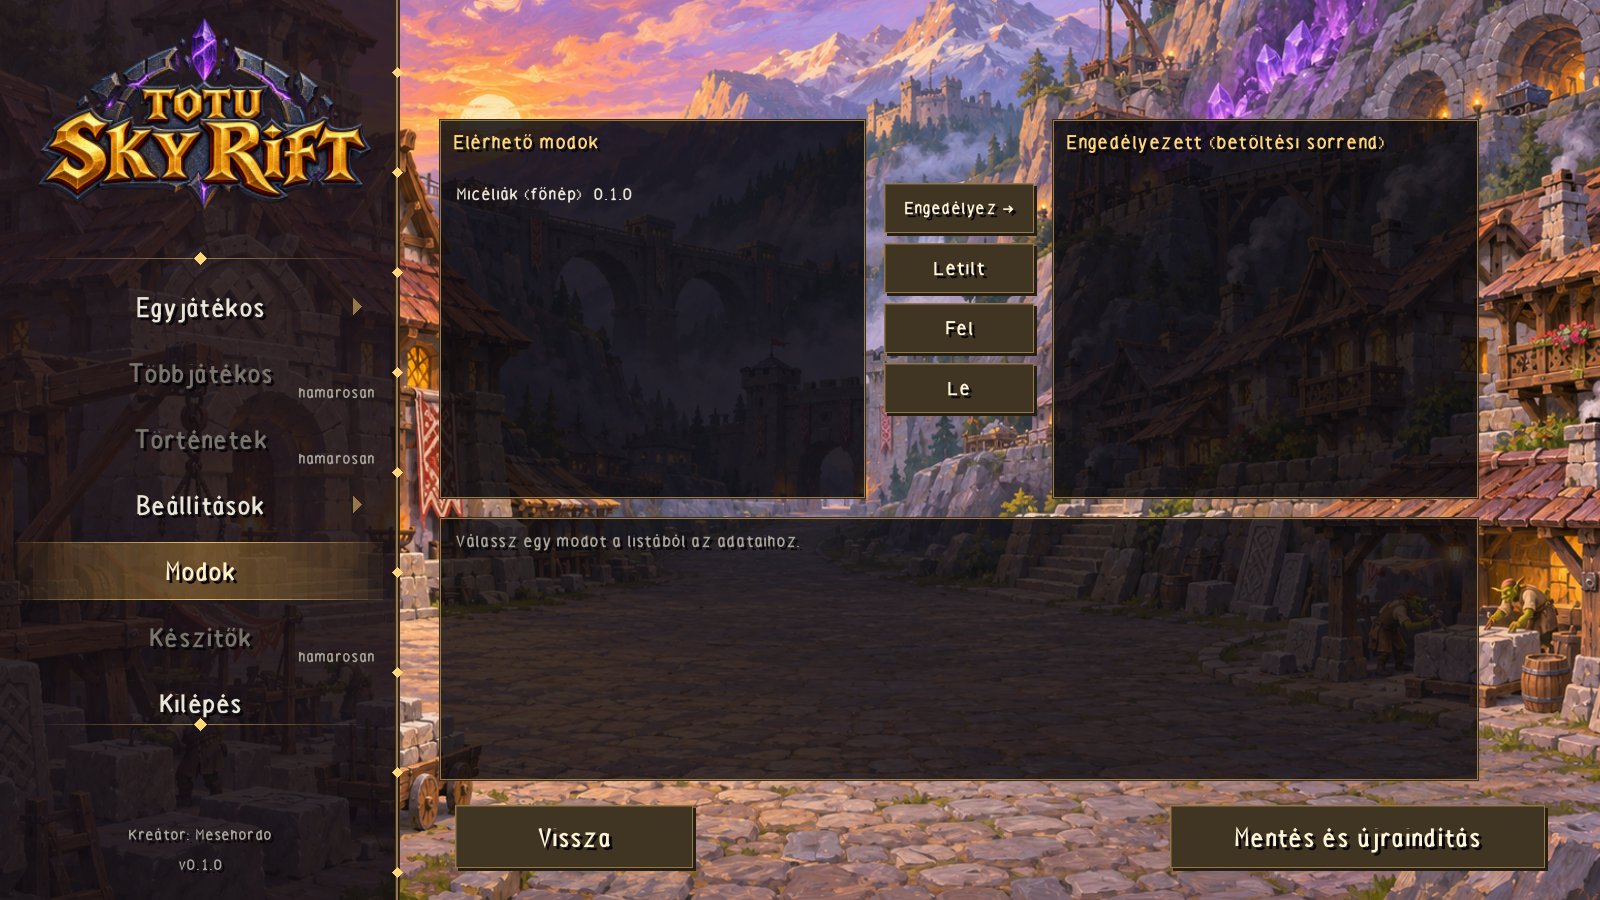 TOTU
SKY RIFT
Egyjátékos
Többjátékos
hamarosan
Történetek
hamarosan
Beállítások
Modok
Készítők
hamarosan
Kilépés
Kreátor: Mesehordo
v0.1.0
Elérhető modok
Micéliák (főnép) 0.1.0
Engedélyez →
Letilt
Fel
Le
Engedélyezett (betöltési sorrend)
Válassz egy modot a listából az adataihoz.
Vissza
Mentés és újraindítás